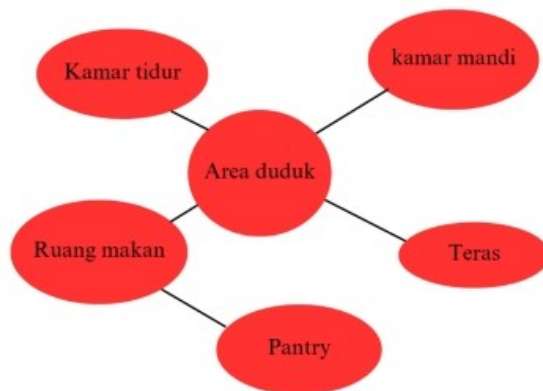 Kamar tidur
kamar mandi
Area duduk
Ruang makan
Teras
Pantry